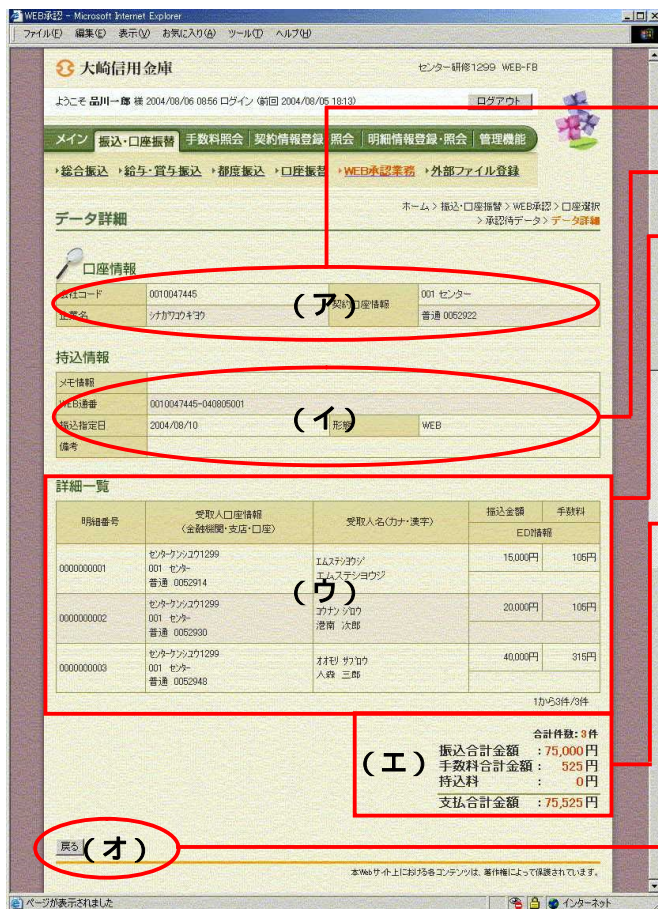 WEB承認 - Microsoft Internet Explorer
ファイル(F) 編集(E) 表示(V) お気に入り(A) ツール(T) ヘルプ(H)
大崎信用金庫
センター研修1299 WEB-FB
ようこそ 品川一郎 様 2004/08/06 08:56 ログイン (前回 2004/08/05 18:13)
ログアウト
メイン 振込・口座振替 手数料照会 契約情報登録・照会 明細情報登録・照会 管理機能
総合振込 給与・賞与振込 都度振込 口座振替 WEB承認業務 外部ファイル登録
データ詳細
ホーム > 振込・口座振替 > WEB承認 > 口座選択
> 承認待データ > データ詳細
口座情報
会社コード 0010047445 契約口座情報 001 センター
企業名 シナガワコウギヨウ 普通 0052922
(ア)
持込情報
メモ情報
WEB通番 0010047445-040805001
(イ)
振込指定日 2004/08/10 形態 WEB
備考
詳細一覧
明細番号 受取人口座情報 (金融機関・支店・口座) 受取人名(カナ・漢字) 振込金額 手数料
EDI情報
0000000001 センターケンシユウ1299 001 センター 普通 0052914 エムステシヨウジ エムステショウジ 15,000円 105円
(ウ)
0000000002 センターケンシユウ1299 001 センター 普通 0052930 コウナン ジロウ 港南 次郎 20,000円 105円
0000000003 センターケンシユウ1299 001 センター 普通 0052948 オオモリ サブロウ 三郎 40,000円 315円
1から3件/3件
合計件数: 3件
(エ)
振込合計金額 : 75,000円
手数料合計金額 : 525円
持込料 : 0円
支払合計金額 : 75,525円
戻る
(オ)
本Webサイト上における各コンテンツは、著作権によって保護されています。
ページが表示されました
インターネット